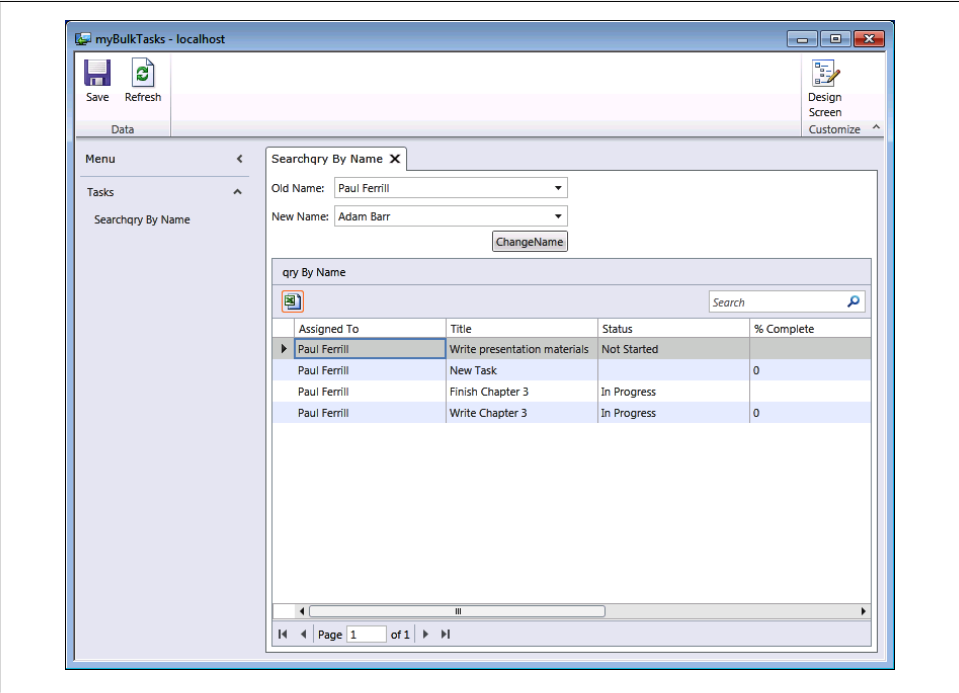 myBulkTasks - localhost
Save Refresh
Design
Screen
Data
Customize
Menu
Searchqry By Name
Tasks
Searchqry By Name
Old Name: Paul Ferrill
New Name: Adam Barr
ChangeName
qry By Name
Search
Assigned To Title Status % Complete
Paul Ferrill Write presentation materials Not Started
Paul Ferrill New Task 0
Paul Ferrill Finish Chapter 3 In Progress
Paul Ferrill Write Chapter 3 In Progress 0
Page 1 of 1